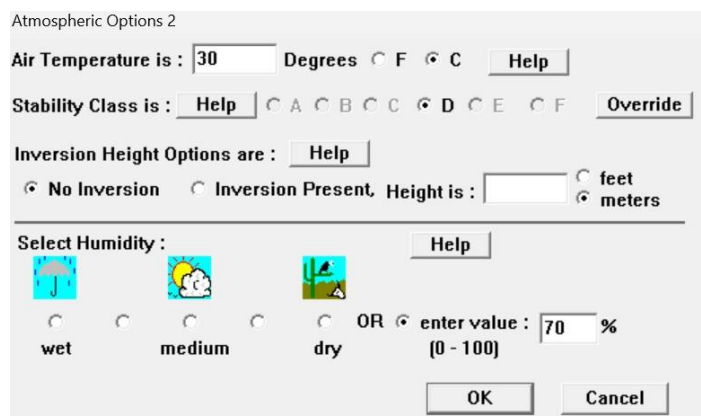 Atmospheric Options 2
Air Temperature is : 30 Degrees F C Help
Stability Class is : Help A B C D E F Override
Inversion Height Options are : Help
No Inversion Inversion Present, Height is : feet
meters
Select Humidity : Help
OR enter value : 70 %
wet medium dry (0 - 100)
OK Cancel